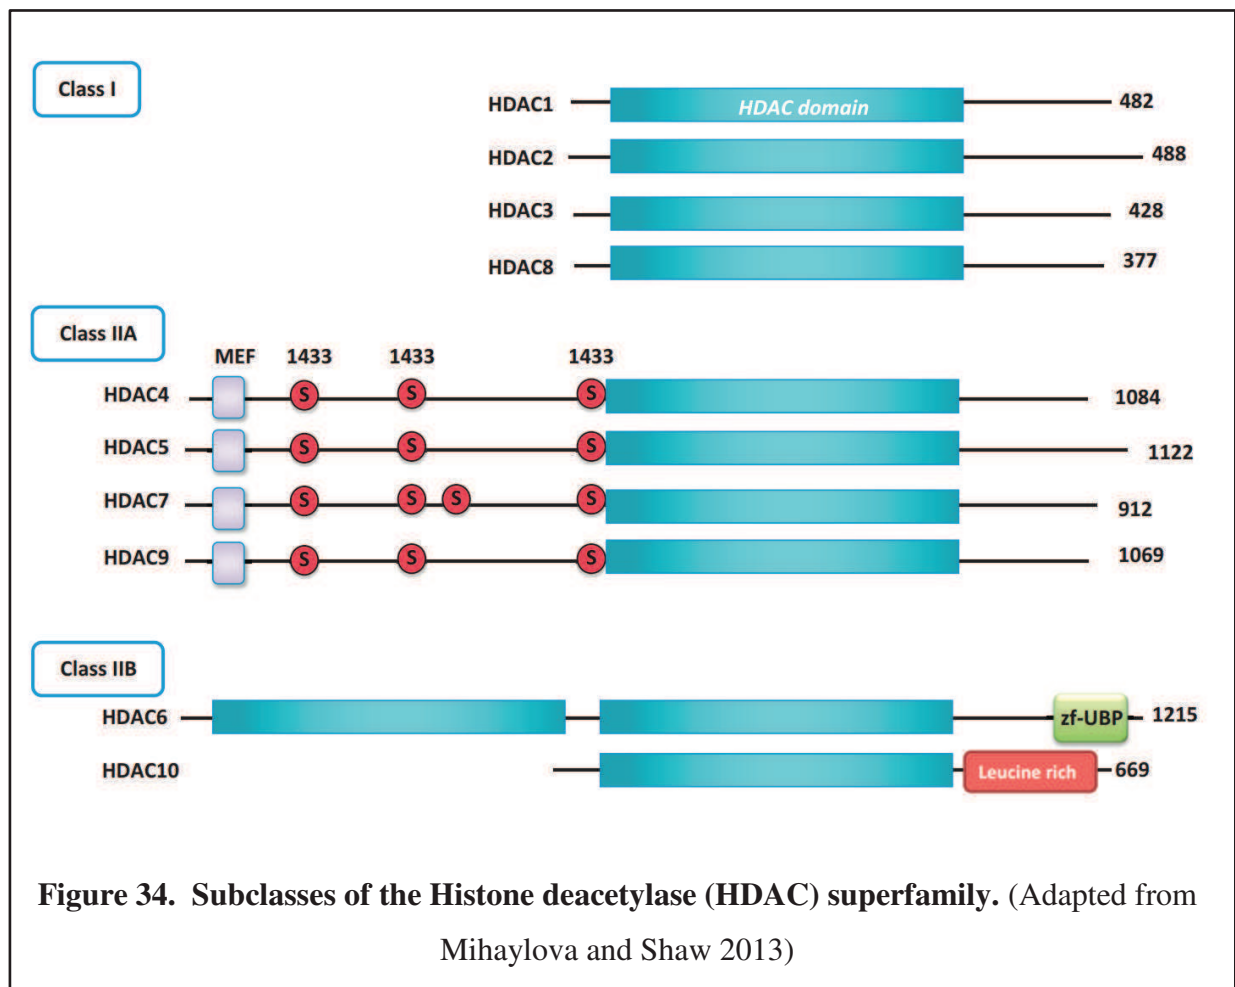 Class I
HDAC1 HDAC domain 482
HDAC2 488
HDAC3 428
HDAC8 377
Class IIA
MEF 1433 1433 1433
HDAC4 S S S 1084
HDAC5 S S S 1122
HDAC7 S S S S 912
HDAC9 S S S 1069
Class IIB
HDAC6 zf-UBP 1215
HDAC10 Leucine rich 669
Figure 34. Subclasses of the Histone deacetylase (HDAC) superfamily. (Adapted from
Mihaylova and Shaw 2013)